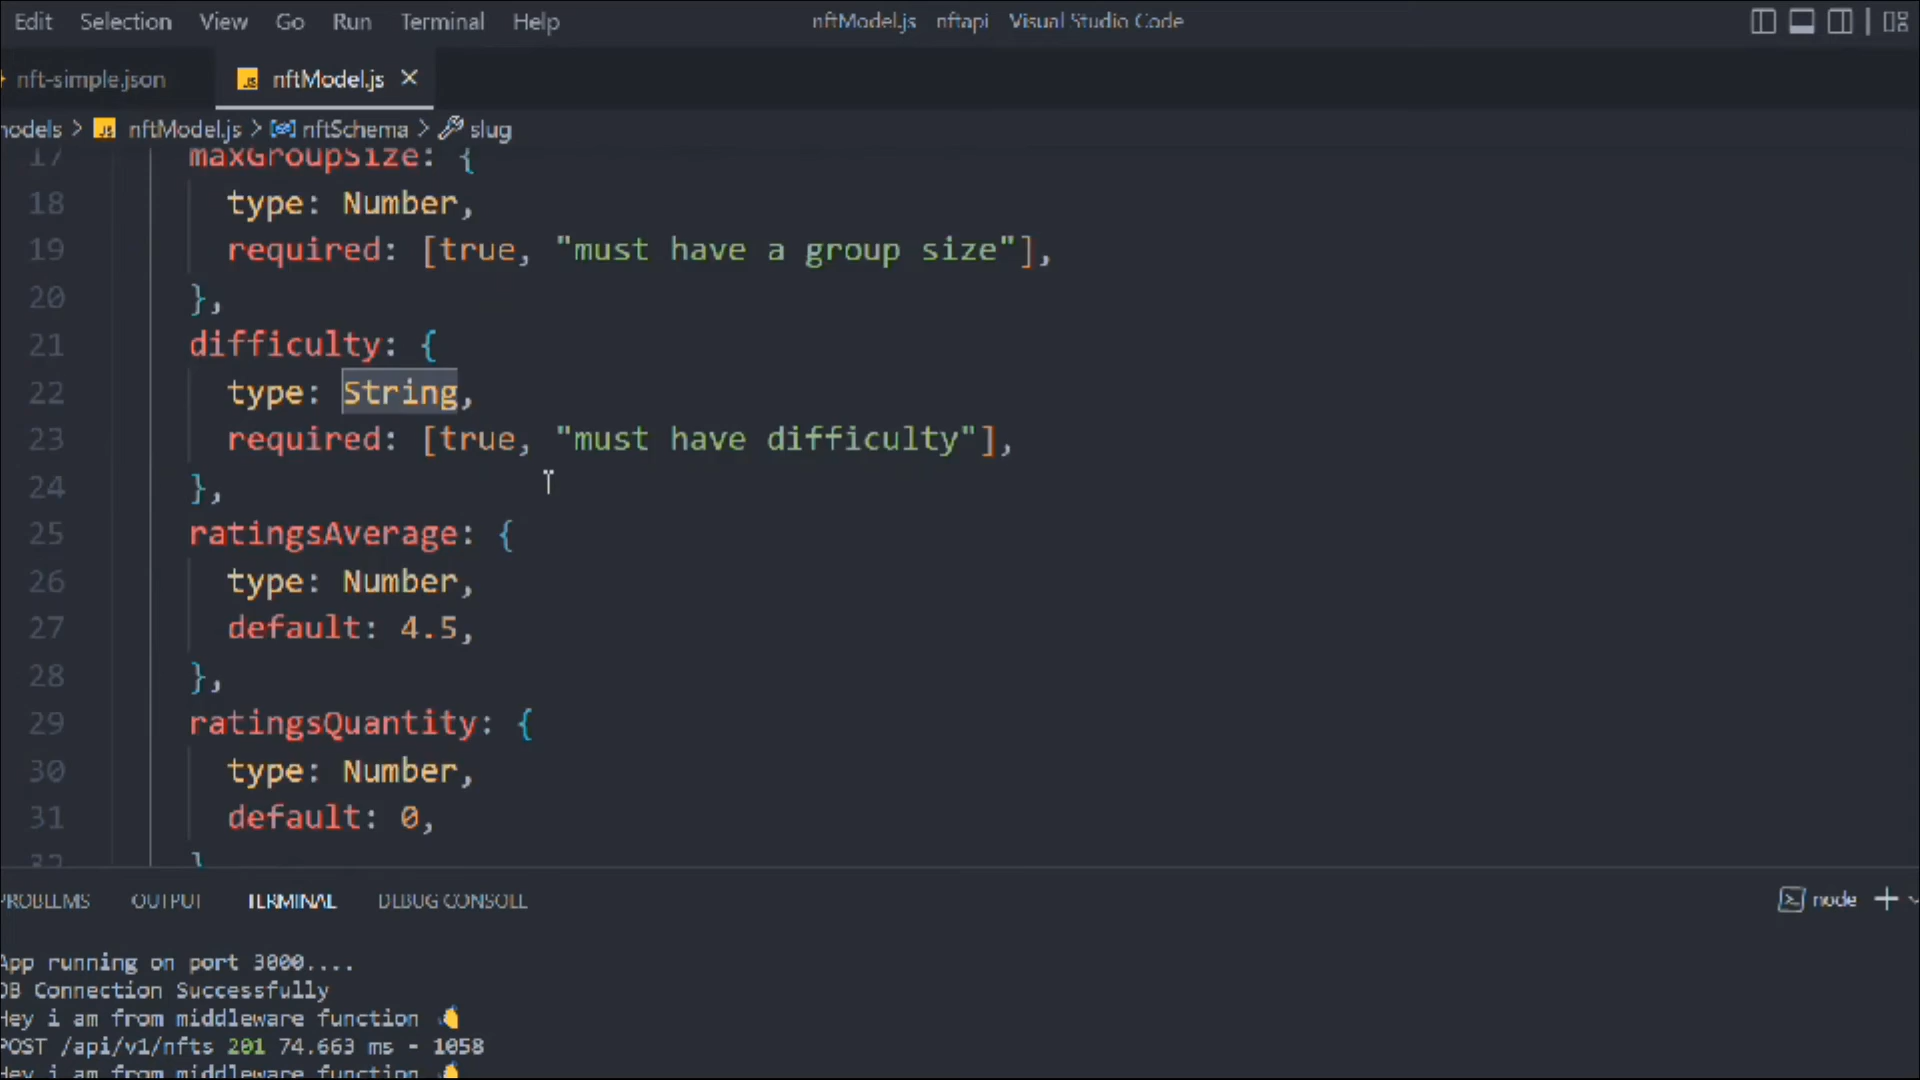 Edit Selection View Go Run Terminal Help nftModel.js nftapi Visual Studio Code
nft-simple.json nftModel.js
models > nftModel.js > nftSchema > slug
17 maxGroupSize: {
18 type: Number,
19 required: [true, "must have a group size"],
20 },
21 difficulty: {
22 type: String,
23 required: [true, "must have difficulty"],
24 },
25 ratingsAverage: {
26 type: Number,
27 default: 4.5,
28 },
29 ratingsQuantity: {
30 type: Number,
31 default: 0,
32 }
PROBLEMS OUTPUT TERMINAL DEBUG CONSOLE node
App running on port 3000....
DB Connection Successfully
Hey i am from middleware function 👋
POST /api/v1/nfts 201 74.663 ms - 1058
Hey i am from middleware function 👋